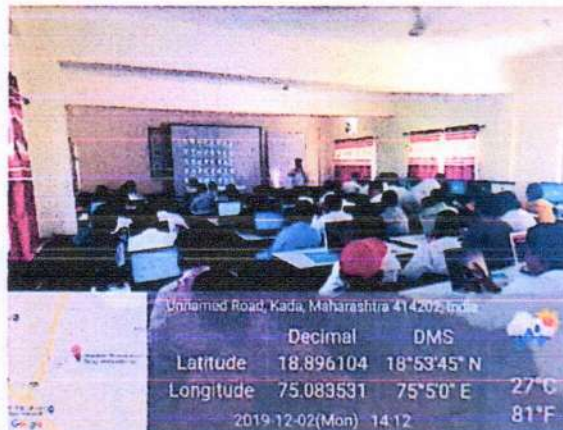 Unnamed Road, Kada, Maharashtra 414202, India
Decimal DMS
Latitude 18.896104 18°53'45" N
Longitude 75.083531 75°5'0" E
27°C
2019-12-02(Mon) 14:12
81°F
Google